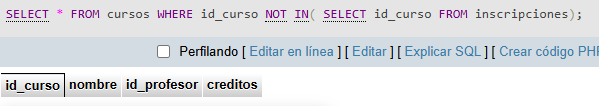 SELECT * FROM cursos WHERE id_curso NOT IN( SELECT id_curso FROM inscripciones);
Perfilando [ Editar en línea ] [ Editar ] [ Explicar SQL ] [ Crear código PH
id_curso nombre id_profesor creditos